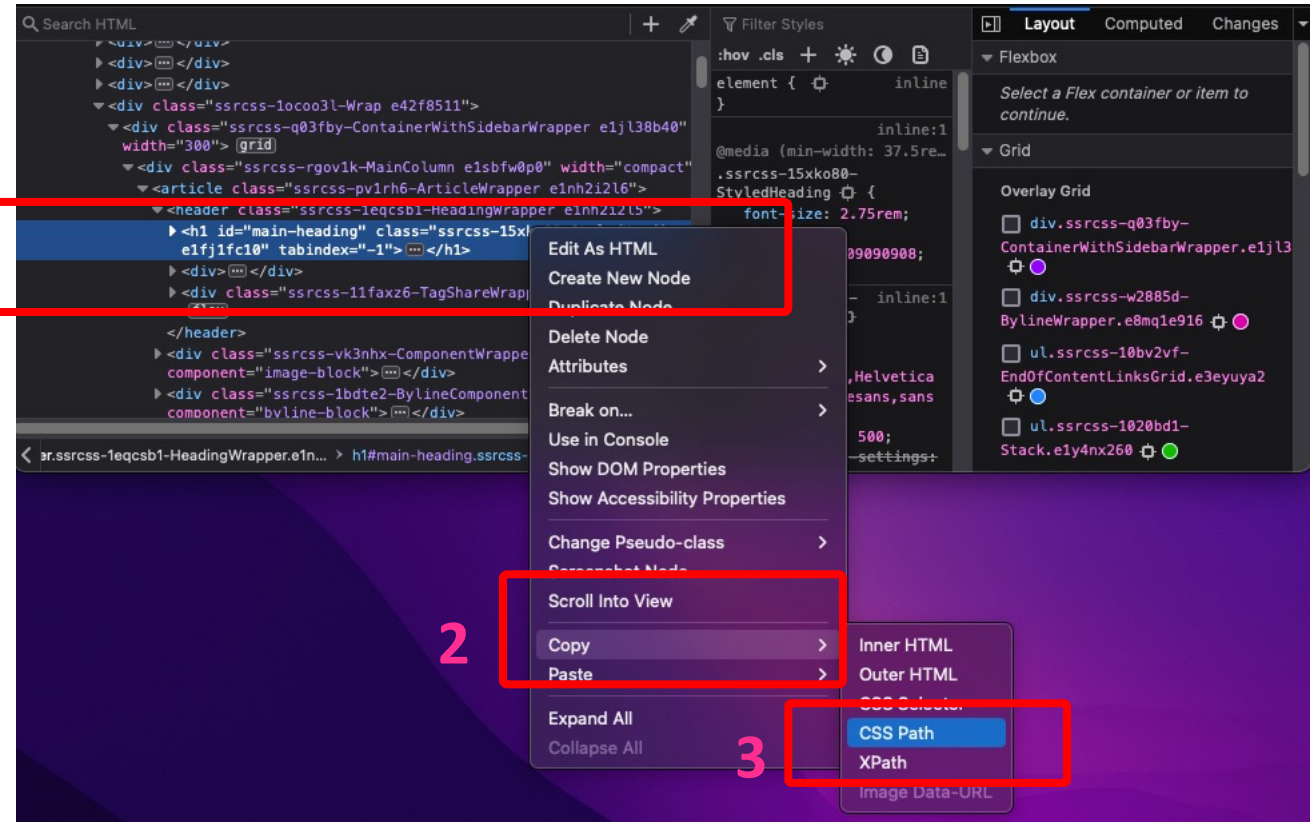 Search HTML
<div></div>
<div></div>
<div></div>
<div class="ssrcss-1ocoo3l-Wrap e42f8511">
<div class="ssrcss-q03fby-ContainerWithSidebarWrapper e1jl38b40"
width="300"> grid
<div class="ssrcss-rgov1k-MainColumn e1sbfw0p0" width="compact"
<article class="ssrcss-pv1rh6-ArticleWrapper e1nh2i2l6">
<header class="ssrcss-1eqcsb1-HeadingWrapper e1nh2i2l5">
<h1 id="main-heading" class="ssrcss-15x
e1fj1fc10" tabindex="-1"></h1>
<div></div>
<div class="ssrcss-11faxz6-TagShareWrap
flex
</header>
<div class="ssrcss-vk3nhx-ComponentWrappe
component="image-block"></div>
<div class="ssrcss-1bdte2-BylineComponent
component="byline-block"></div>
er.ssrcss-1eqcsb1-HeadingWrapper.e1n... > h1#main-heading.ssrcss-
Filter Styles
:hov .cls
element { inline
}
inline:1
@media (min-width: 37.5re...
.ssrcss-15xko80-
StyledHeading {
font-size: 2.75rem;
09090908;
- inline:1
}
,Helvetica
esans,sans
500;
-settings:
Layout Computed Changes
Flexbox
Select a Flex container or item to
continue.
Grid
Overlay Grid
div.ssrcss-q03fby-
ContainerWithSidebarWrapper.e1jl3
div.ssrcss-w2885d-
BylineWrapper.e8mq1e916
ul.ssrcss-10bv2vf-
EndOfContentLinksGrid.e3eyuya2
ul.ssrcss-1020bd1-
Stack.e1y4nx260
Edit As HTML
Create New Node
Duplicate Node
Delete Node
Attributes
Break on...
Use in Console
Show DOM Properties
Show Accessibility Properties
Change Pseudo-class
Screenshot Node
Scroll Into View
2
Copy
Paste
Expand All
Collapse All
Inner HTML
Outer HTML
CSS Selector
3
CSS Path
XPath
Image Data-URL